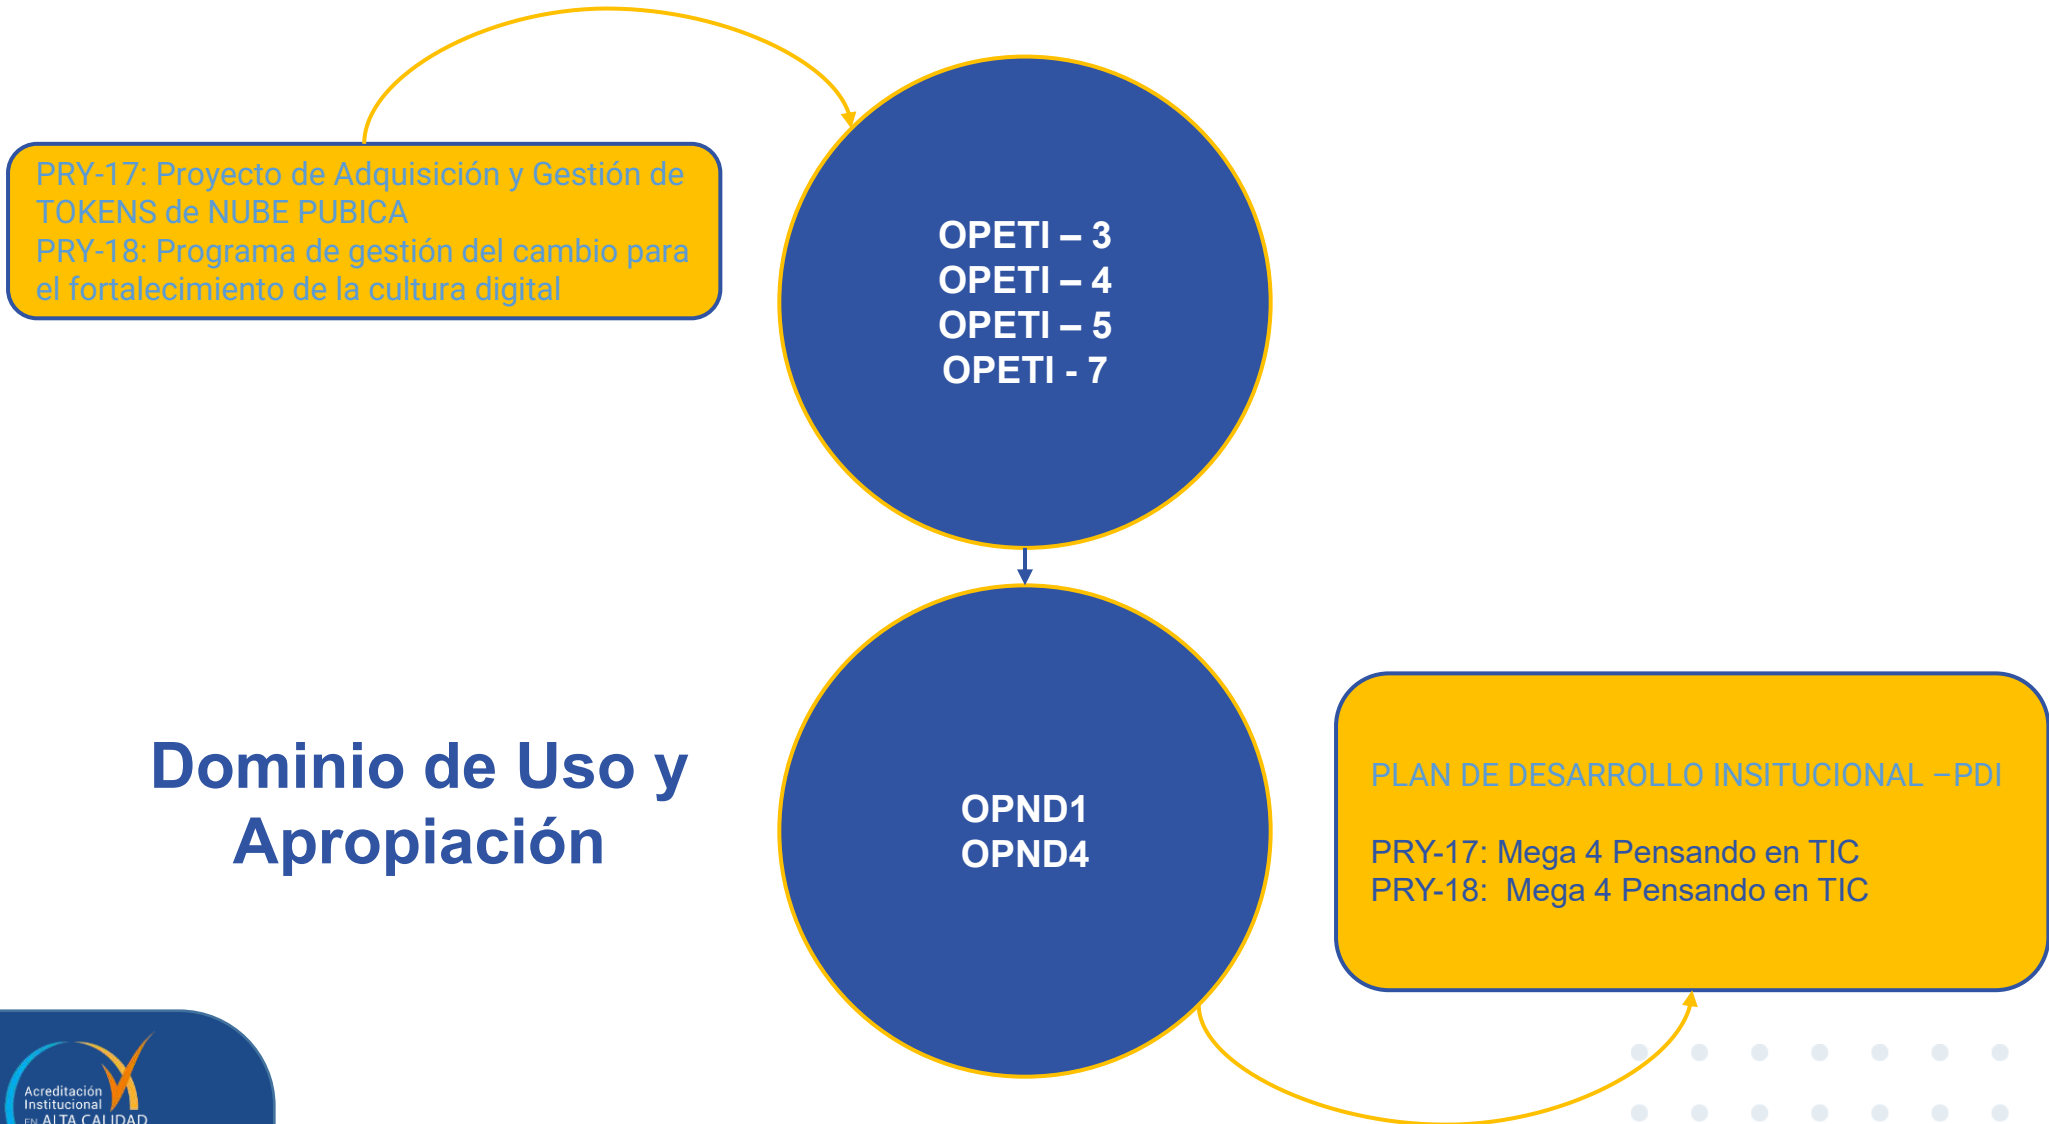 PRY-17: Proyecto de Adquisición y Gestión de
TOKENS de NUBE PUBICA
PRY-18: Programa de gestión del cambio para
el fortalecimiento de la cultura digital
OPETI – 3
OPETI – 4
OPETI – 5
OPETI - 7
Dominio de Uso y
Apropiación
OPND1
OPND4
PLAN DE DESARROLLO INSITUCIONAL –PDI
PRY-17: Mega 4 Pensando en TIC
PRY-18: Mega 4 Pensando en TIC
Acreditación
Institucional
EN ALTA CALIDAD